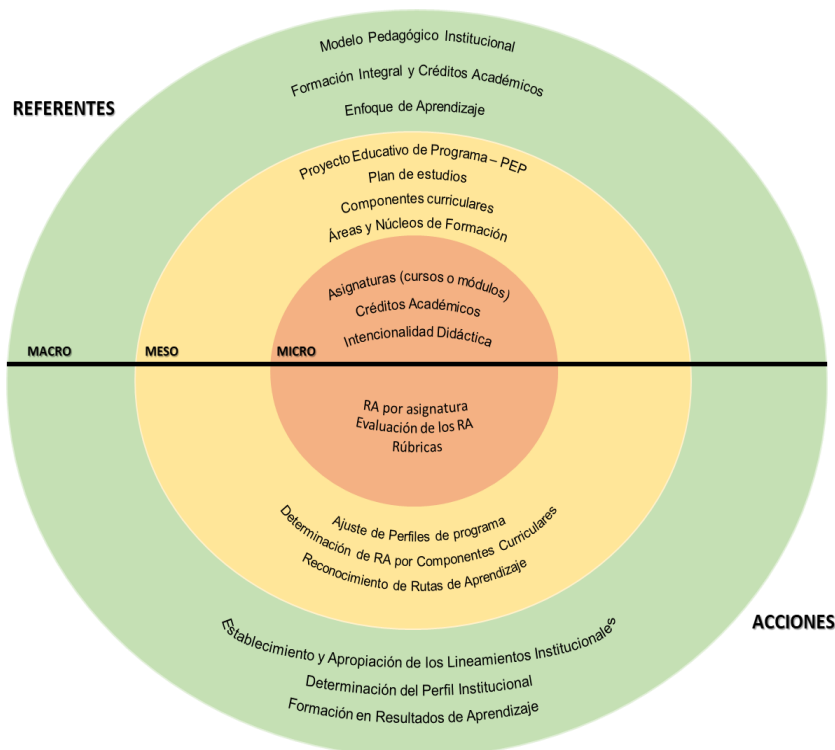 Modelo Pedagógico Institucional
Formación Integral y Créditos Académicos
Enfoque de Aprendizaje
REFERENTES
Proyecto Educativo de Programa – PEP
Plan de estudios
Componentes curriculares
Áreas y Núcleos de Formación
Asignaturas (cursos o módulos)
Créditos Académicos
Intencionalidad Didáctica
MACRO
MESO
MICRO
RA por asignatura
Evaluación de los RA
Rúbricas
Ajuste de Perfiles de programa
Determinación de RA por Componentes Curriculares
Reconocimiento de Rutas de Aprendizaje
ACCIONES
Establecimiento y Apropiación de los Lineamientos Institucionales
Determinación del Perfil Institucional
Formación en Resultados de Aprendizaje